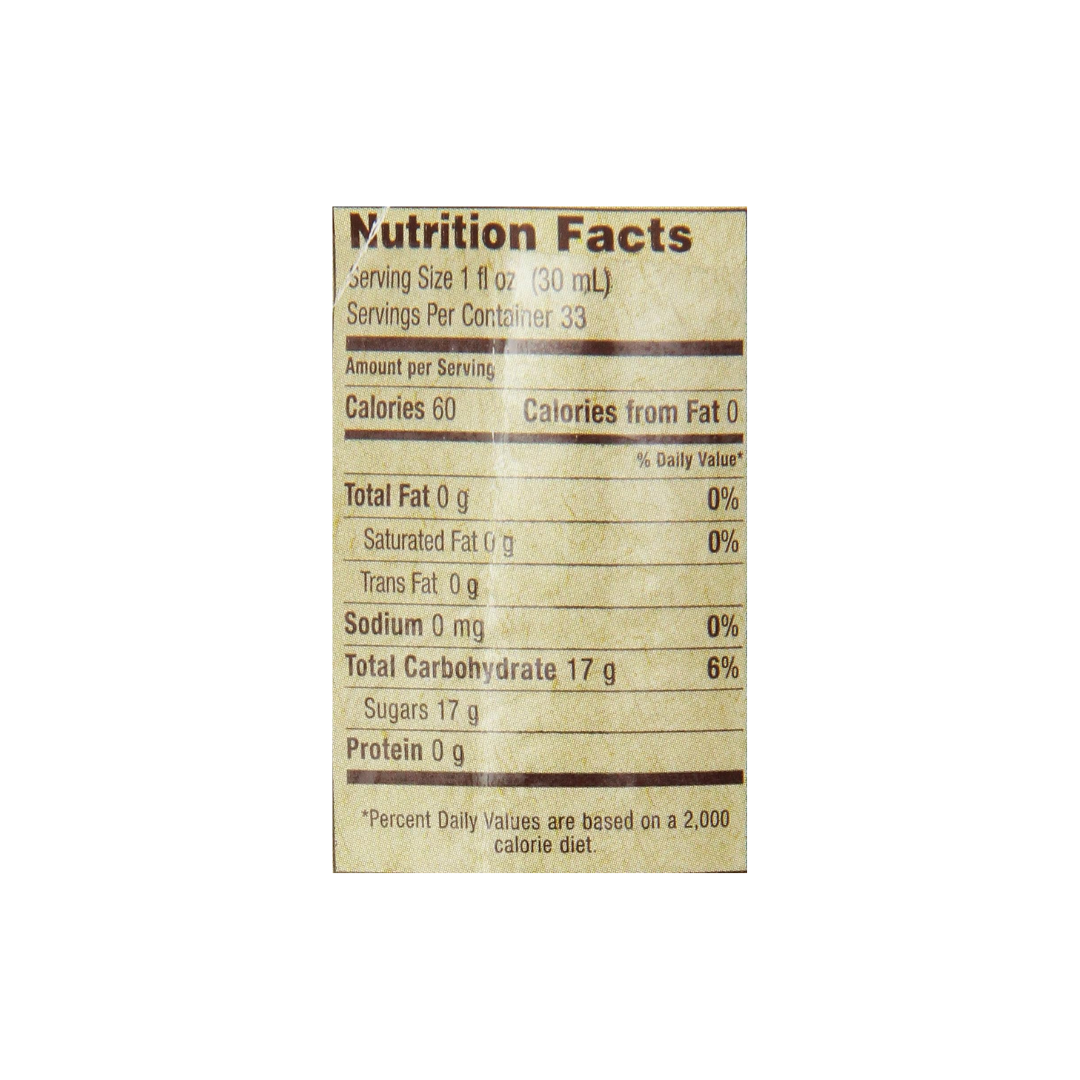 Nutrition Facts
Serving Size 1 fl oz (30 mL)
Servings Per Container 33
Amount per Serving
Calories 60 Calories from Fat 0
% Daily Value*
Total Fat 0 g 0%
Saturated Fat 0 g 0%
Trans Fat 0 g
Sodium 0 mg 0%
Total Carbohydrate 17 g 6%
Sugars 17 g
Protein 0 g
*Percent Daily Values are based on a 2,000
calorie diet.